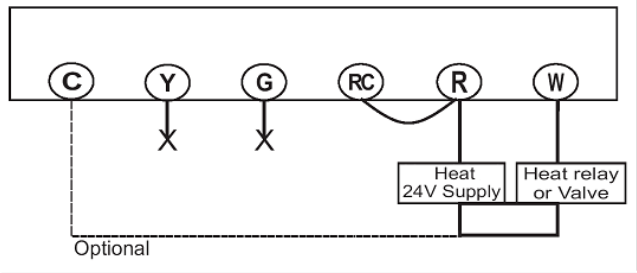 C Y G RC R W
X X
Heat
24V Supply
Heat relay
or Valve
Optional